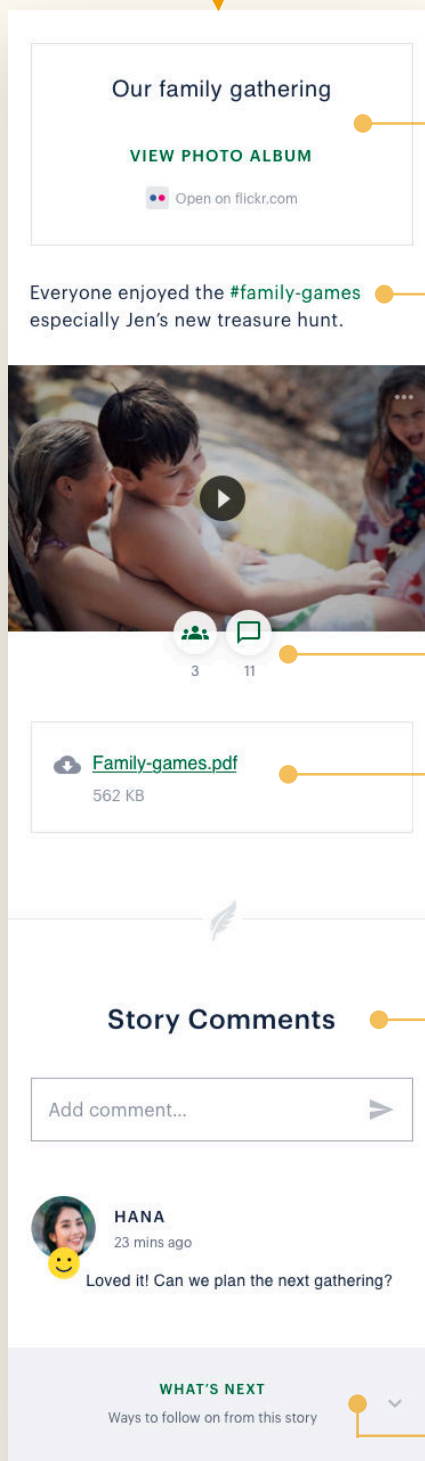 Our family gathering
VIEW PHOTO ALBUM
Open on flickr.com
Everyone enjoyed the #family-games
especially Jen’s new treasure hunt.
3 11
Family-games.pdf
562 KB
Story Comments
Add comment...
HANA
23 mins ago
Loved it! Can we plan the next gathering?
WHAT’S NEXT
Ways to follow on from this story